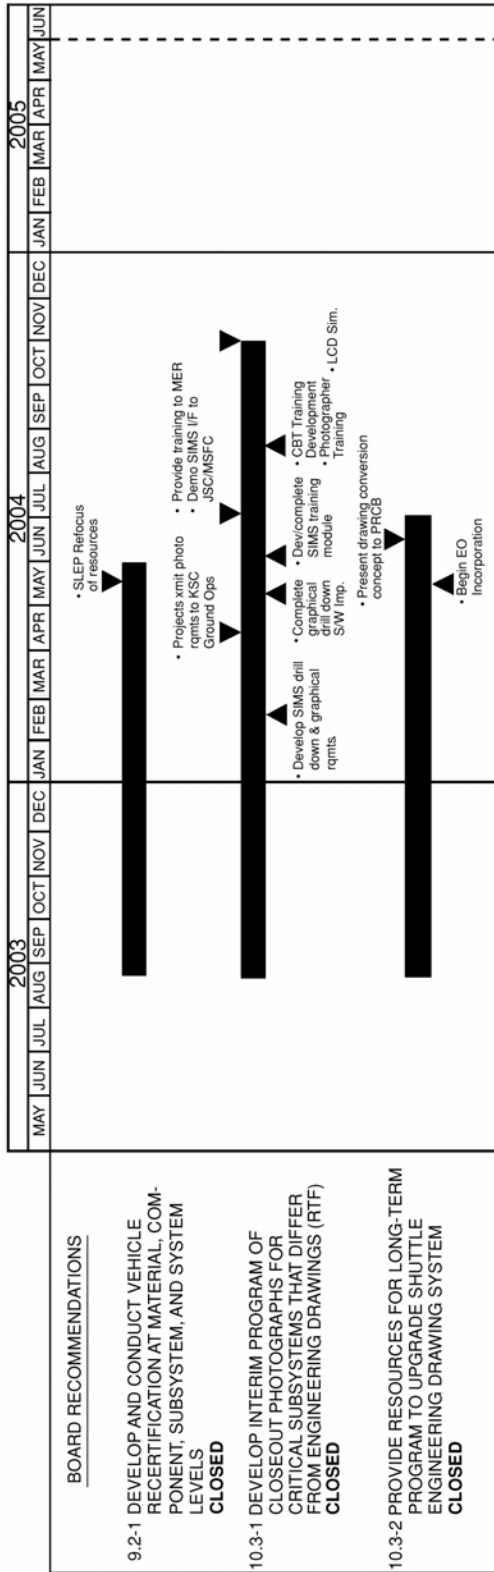 2003 2004 2005
MAY JUN JUL AUG SEP OCT NOV DEC JAN FEB MAR APR MAY JUN JUL AUG SEP OCT NOV DEC JAN FEB MAR APR MAY JUN
BOARD RECOMMENDATIONS
9.2-1 DEVELOP AND CONDUCT VEHICLE
RECERTIFICATION AT MATERIAL, COM-
PONENT, SUBSYSTEM, AND SYSTEM
LEVELS
CLOSED
• SLEP Refocus
of resources
10.3-1 DEVELOP INTERIM PROGRAM OF
CLOSEOUT PHOTOGRAPHS FOR
CRITICAL SUBSYSTEMS THAT DIFFER
FROM ENGINEERING DRAWINGS (RTF)
CLOSED
• Projects xmit photo
rqmts to KSC
Ground Ops
• Provide training to MER
• Demo SIMS I/F to
JSC/MSFC
• Develop SIMS drill
down & graphical
rqmts
• Complete
graphical
drill down
S/W Imp.
• Dev/complete
SIMS training
module
• CBT Training
Development
• Photographer
Training
• LCD Sim.
10.3-2 PROVIDE RESOURCES FOR LONG-TERM
PROGRAM TO UPGRADE SHUTTLE
ENGINEERING DRAWING SYSTEM
CLOSED
• Present drawing conversion
concept to PRCB
• Begin EO
Incorporation